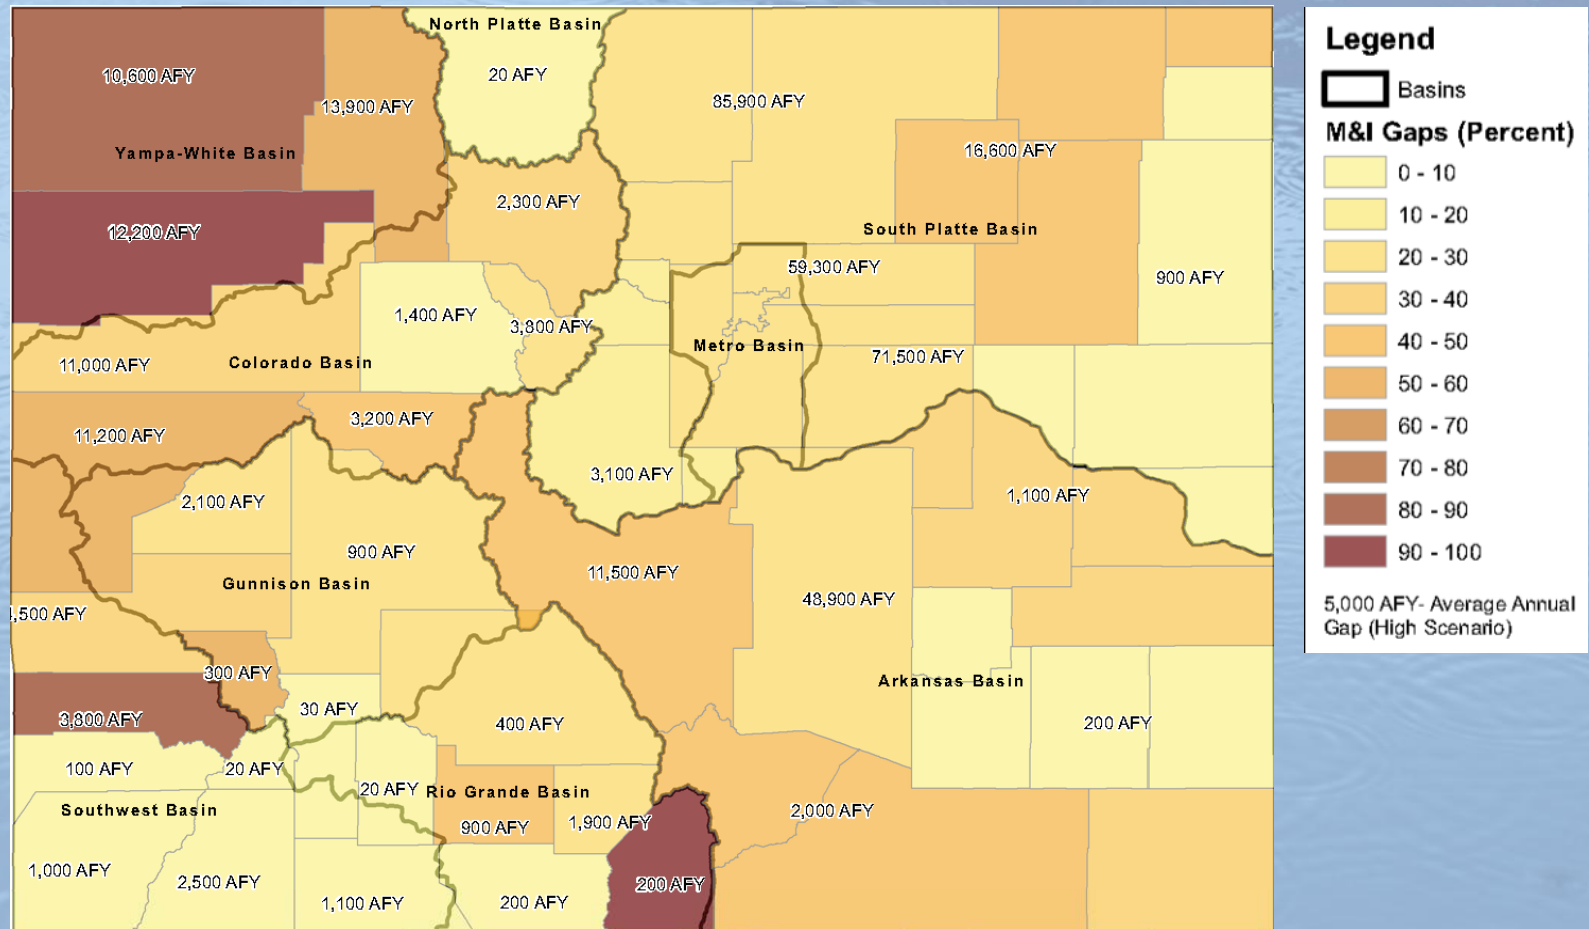 North Platte Basin
20 AFY
10,600 AFY
13,900 AFY
85,900 AFY
Yampa-White Basin
16,600 AFY
2,300 AFY
12,200 AFY
South Platte Basin
59,300 AFY
900 AFY
1,400 AFY
3,800 AFY
Metro Basin
71,500 AFY
11,000 AFY
Colorado Basin
3,200 AFY
11,200 AFY
3,100 AFY
2,100 AFY
1,100 AFY
900 AFY
11,500 AFY
Gunnison Basin
48,900 AFY
,500 AFY
300 AFY
Arkansas Basin
30 AFY
3,800 AFY
400 AFY
200 AFY
100 AFY
20 AFY
20 AFY
Rio Grande Basin
Southwest Basin
900 AFY
1,900 AFY
2,000 AFY
1,000 AFY
2,500 AFY
1,100 AFY
200 AFY
200 AFY
Legend
Basins
M&I Gaps (Percent)
0 - 10
10 - 20
20 - 30
30 - 40
40 - 50
50 - 60
60 - 70
70 - 80
80 - 90
90 - 100
5,000 AFY- Average Annual
Gap (High Scenario)